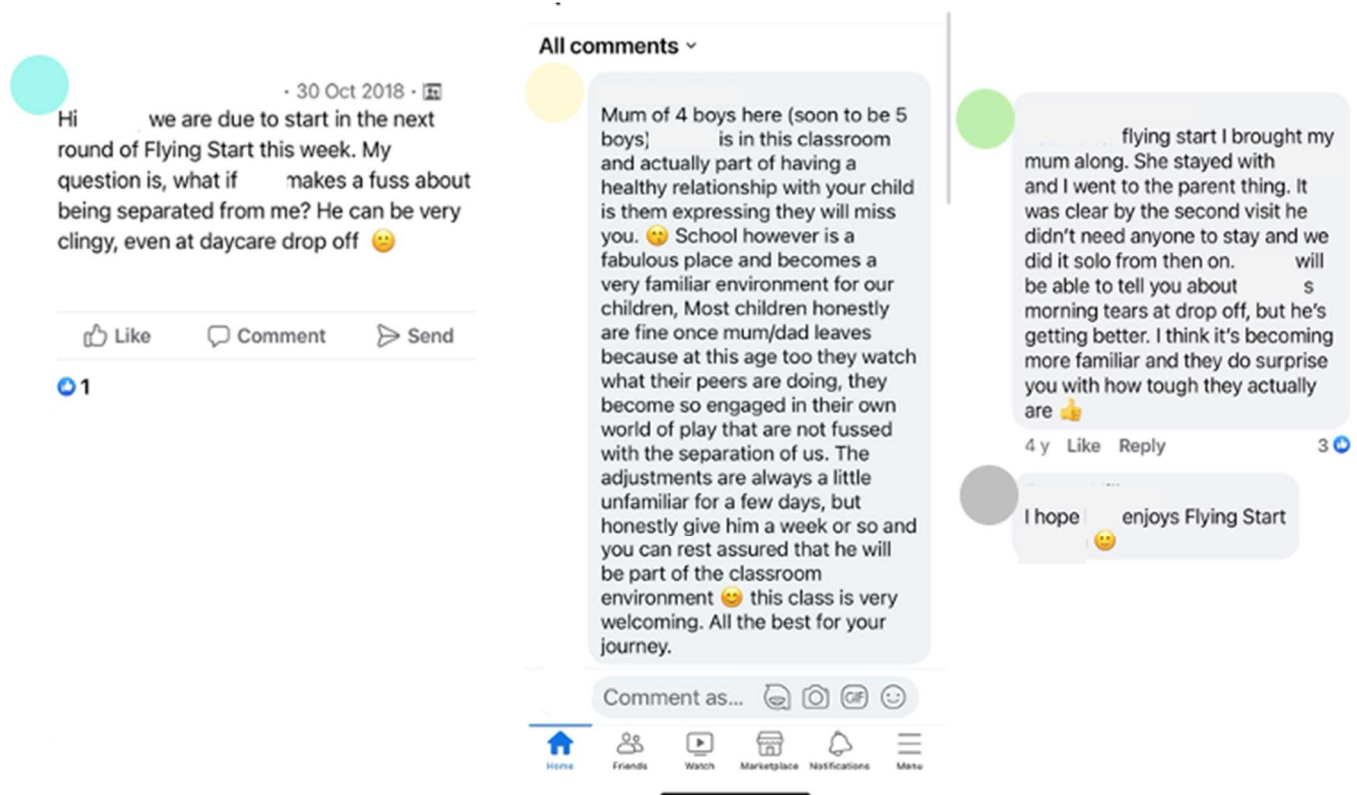 · 30 Oct 2018 ·
Hi we are due to start in the next
round of Flying Start this week. My
question is, what if makes a fuss about
being separated from me? He can be very
clingy, even at daycare drop off 😕
Like Comment Send
1
All comments
Mum of 4 boys here (soon to be 5
boys) is in this classroom
and actually part of having a
healthy relationship with your child
is them expressing they will miss
you. 😙 School however is a
fabulous place and becomes a
very familiar environment for our
children, Most children honestly
are fine once mum/dad leaves
because at this age too they watch
what their peers are doing, they
become so engaged in their own
world of play that are not fussed
with the separation of us. The
adjustments are always a little
unfamiliar for a few days, but
honestly give him a week or so and
you can rest assured that he will
be part of the classroom
environment 😊 this class is very
welcoming. All the best for your
journey.
Comment as... GIF
Home Friends Watch Marketplace Notifications Menu
flying start I brought my
mum along. She stayed with
and I went to the parent thing. It
was clear by the second visit he
didn't need anyone to stay and we
did it solo from then on. will
be able to tell you about s
morning tears at drop off, but he's
getting better. I think it's becoming
more familiar and they do surprise
you with how tough they actually
are 👍
4 y Like Reply 3
I hope enjoys Flying Start
🙂